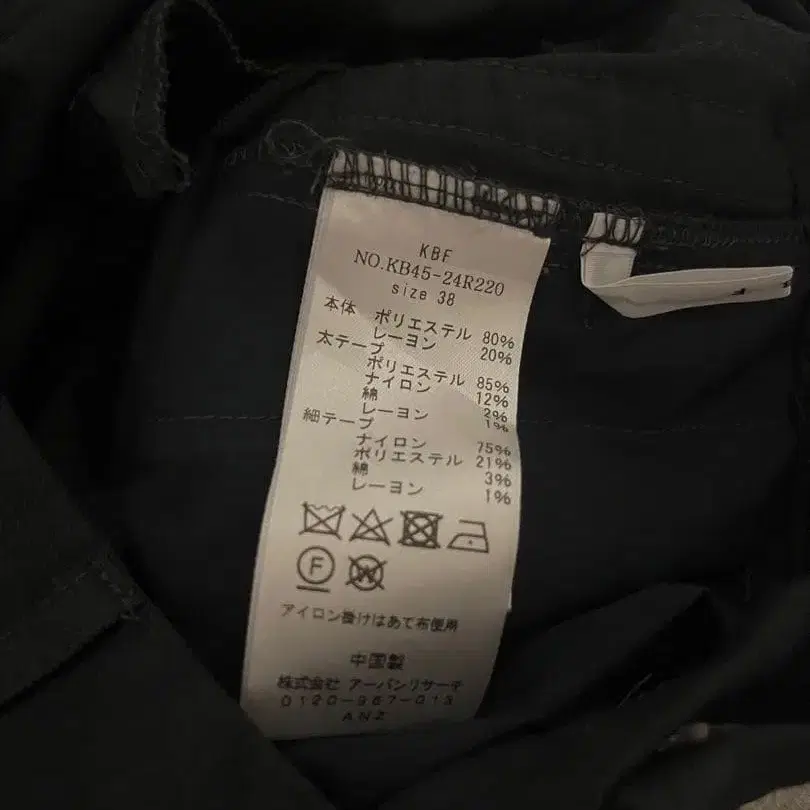 KBF
NO.KB45-24R220
size 38
本体 ポリエステル 80%
レーヨン 20%
太テープ
ポリエステル 85%
ナイロン 12%
綿 2%
レーヨン 1%
細テープ
ナイロン 75%
ポリエステル 21%
綿 3%
レーヨン 1%
F
W
アイロン掛けはあて布使用
中国製
株式会社 アーバンリサーチ
0120-967-013
ANZ